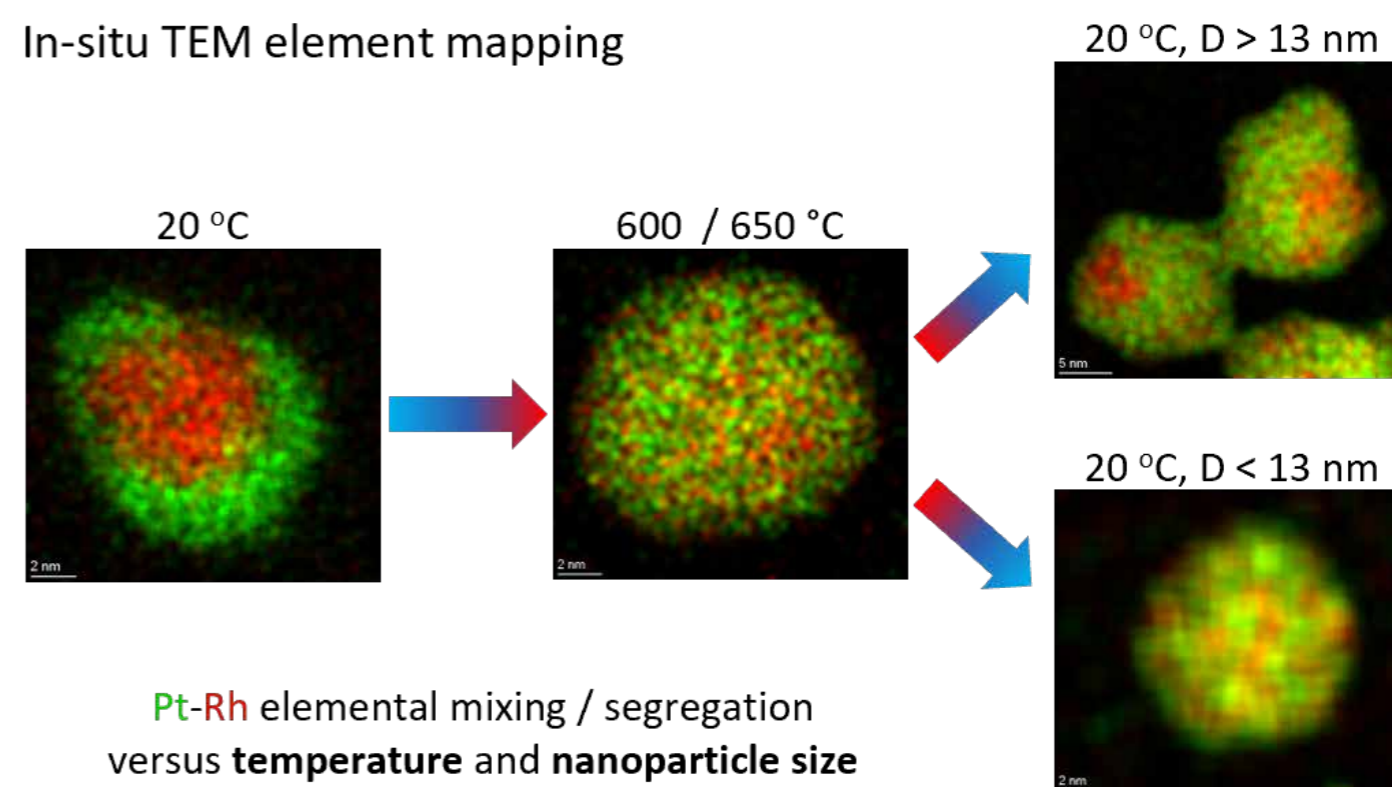 In-situ TEM element mapping
20 °C, D > 13 nm
20 °C
600 / 650 °C
5 nm
20 °C, D < 13 nm
2 nm
2 nm
Pt-Rh elemental mixing / segregation
versus temperature and nanoparticle size
2 nm